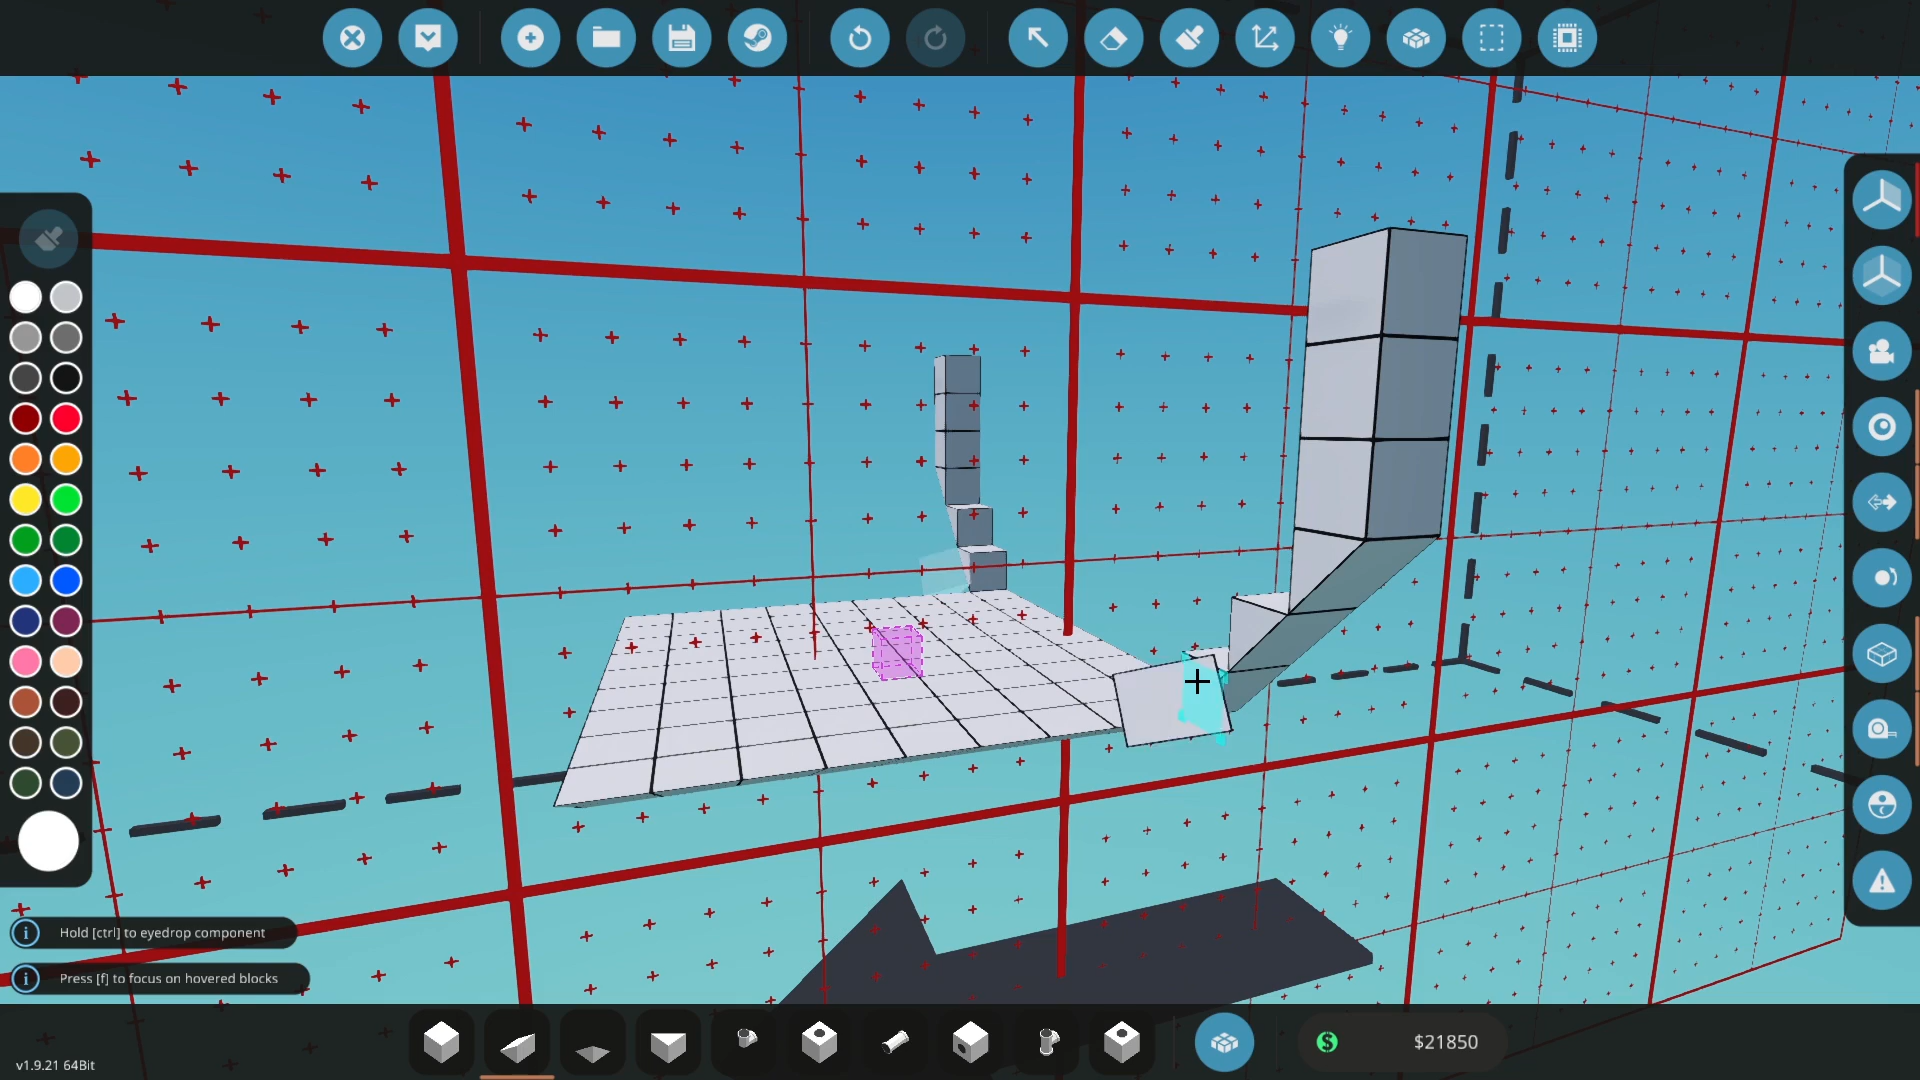 Hold [ctrl] to eyedrop component
Press [f] to focus on hovered blocks
$21850
v1.9.21 64Bit